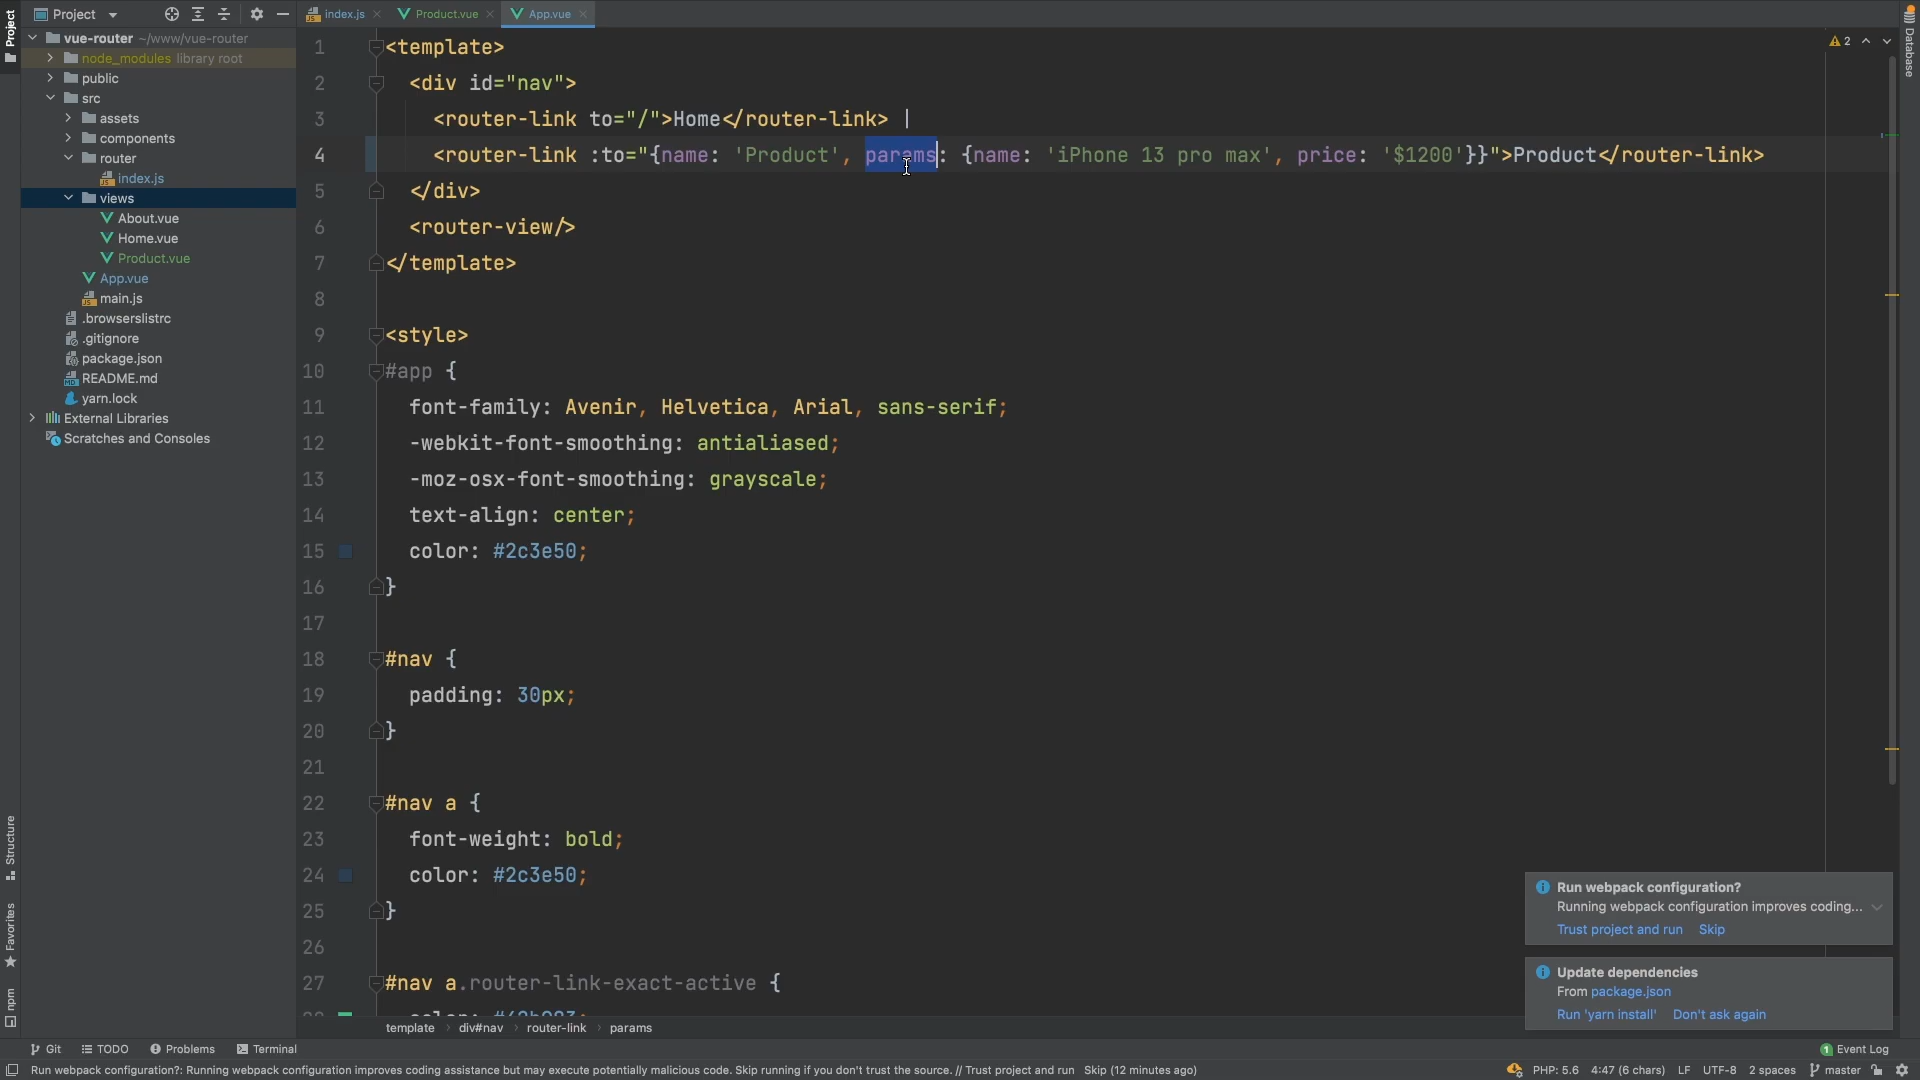 Project
index.js
Product.vue
App.vue
Project
Database
vue-router ~/www/vue-router
node_modules library root
public
src
assets
components
router
index.js
views
About.vue
Home.vue
Product.vue
App.vue
main.js
.browserslistrc
.gitignore
package.json
README.md
yarn.lock
External Libraries
Scratches and Consoles
2
1 <template>
2 <div id="nav">
3 <router-link to="/">Home</router-link> |
4 <router-link :to="{name: 'Product', params: {name: 'iPhone 13 pro max', price: '$1200'}}">Product</router-link>
5 </div>
6 <router-view/>
7 </template>
8
9 <style>
10 #app {
11 font-family: Avenir, Helvetica, Arial, sans-serif;
12 -webkit-font-smoothing: antialiased;
13 -moz-osx-font-smoothing: grayscale;
14 text-align: center;
15 color: #2c3e50;
16 }
17
18 #nav {
19 padding: 30px;
20 }
21
22 #nav a {
23 font-weight: bold;
24 color: #2c3e50;
25 }
26
27 #nav a.router-link-exact-active {
Structure
Favorites
npm
Run webpack configuration?
Running webpack configuration improves coding...
Trust project and run Skip
Update dependencies
From package.json
Run 'yarn install' Don't ask again
template div#nav router-link params
Git TODO Problems Terminal
1 Event Log
Run webpack configuration?: Running webpack configuration improves coding assistance but may execute potentially malicious code. Skip running if you don't trust the source. // Trust project and run Skip (12 minutes ago)
PHP: 5.6 4:47 (6 chars) LF UTF-8 2 spaces master